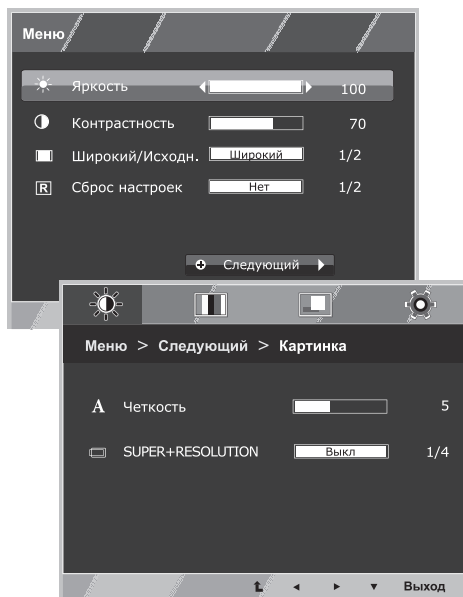 Меню
Яркость 100
Контрастность 70
Широкий/Исходн. Широкий 1/2
R Сброс настроек Нет 1/2
Следующий
Меню > Следующий > Картинка
A Четкость 5
SUPER+RESOLUTION Выкл 1/4
Выход